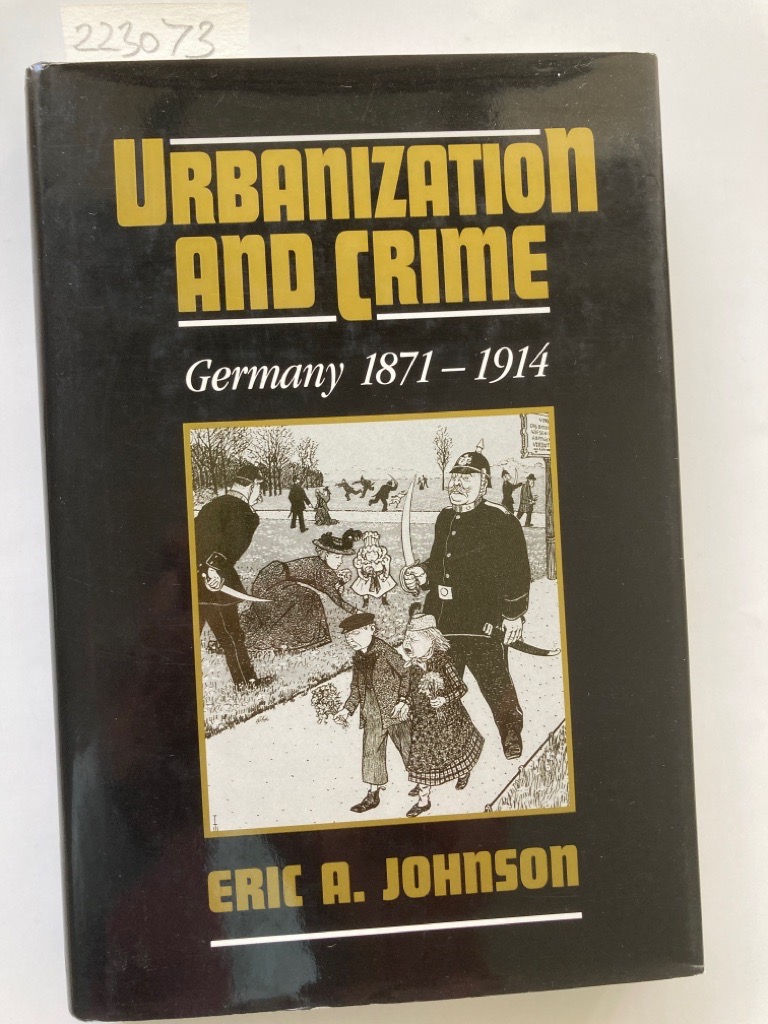 223073
URBANIZATION
AND CRIME
Germany 1871 – 1914
ERIC A. JOHNSON